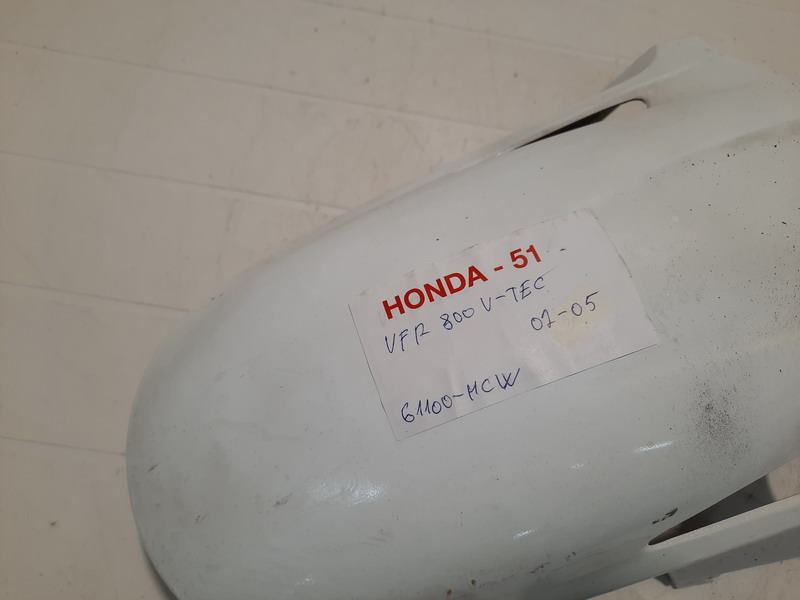 HONDA - 51
VFR 800 V-TEC
02-05
61100-MCW